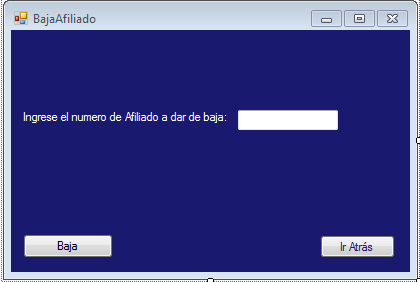 BajaAfiliado
Ingrese el numero de Afiliado a dar de baja:
Baja
Ir Atrás